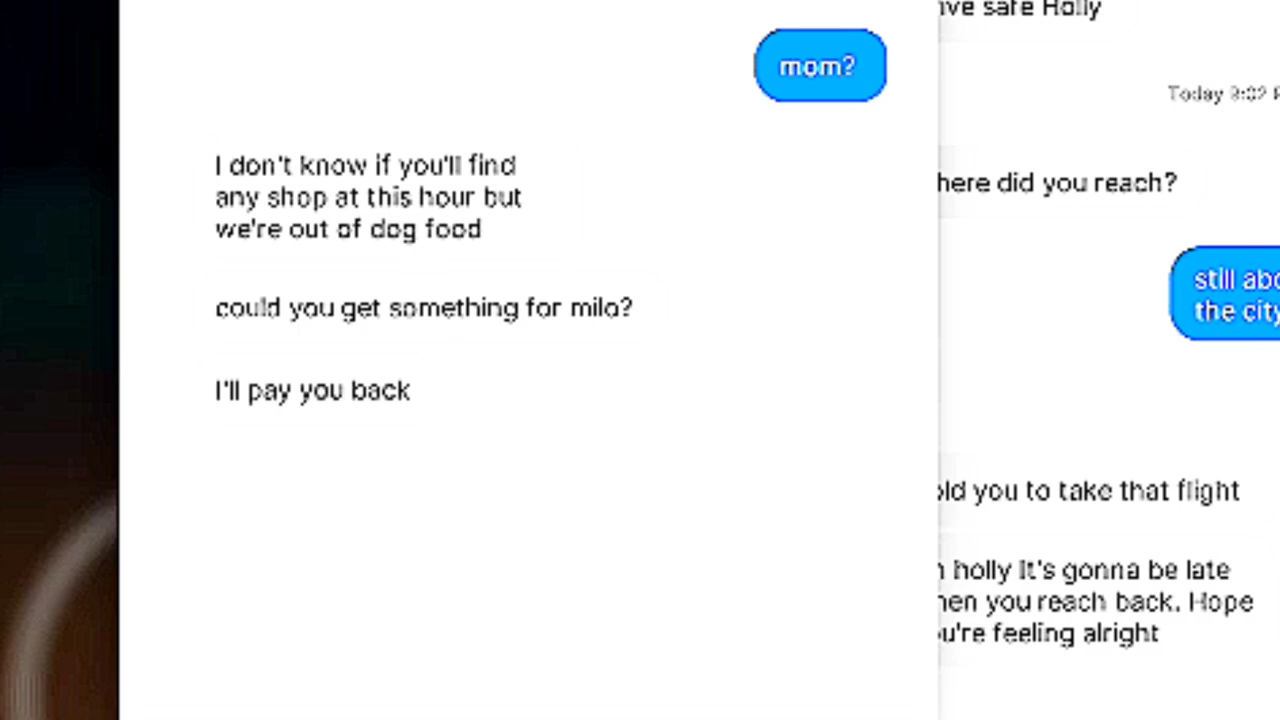 mom?
I don't know if you'll find
any shop at this hour but
we're out of dog food
could you get something for milo?
I'll pay you back
safe Holly
Today
did you reach?
still
the city
you to take that flight
holly It's gonna be late
you reach back. Hope
feeling alright